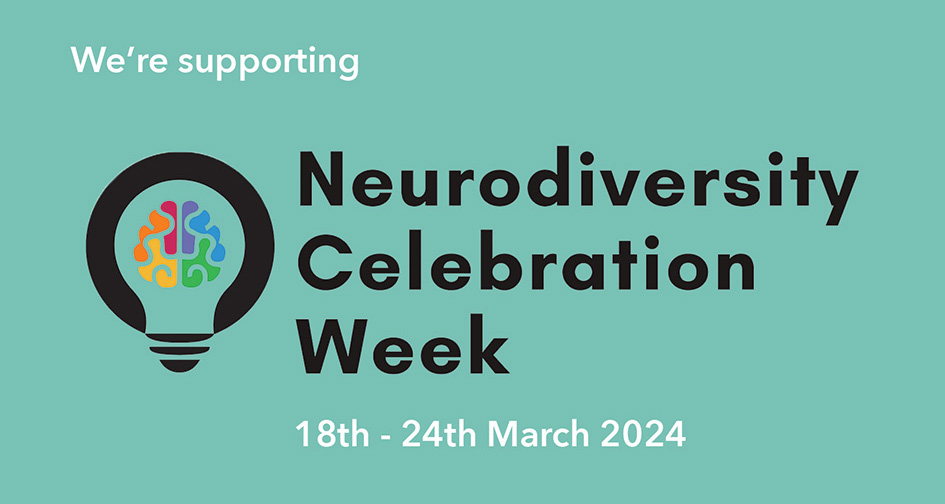 We’re supporting
Neurodiversity
Celebration
Week
18th - 24th March 2024